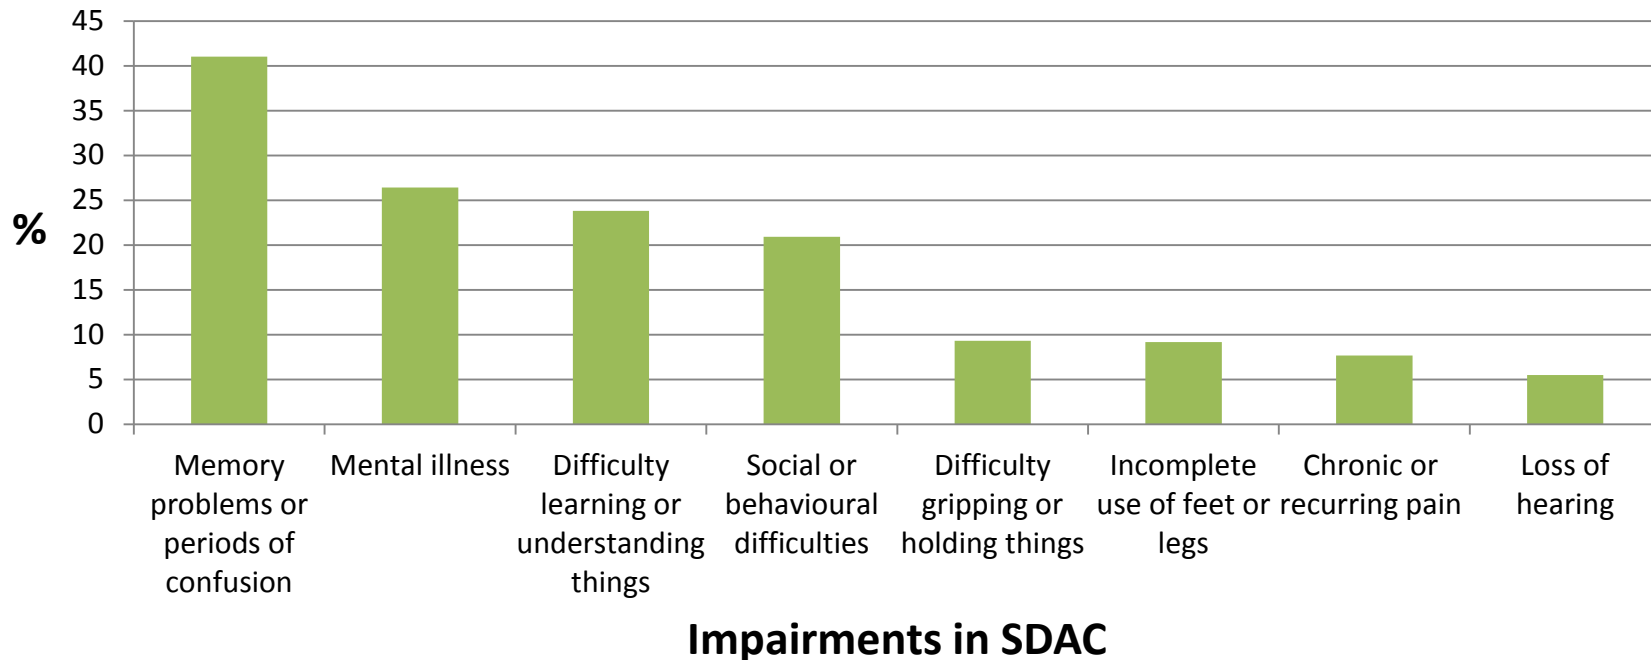 45
40
35
30
25
20
15
10
5
0
%
Memory
problems or
periods of
confusion
Mental illness
Difficulty
learning or
understanding
things
Social or
behavioural
difficulties
Difficulty
gripping or
holding things
Incomplete
use of feet or
legs
Chronic or
recurring pain
Loss of
hearing
Impairments in SDAC